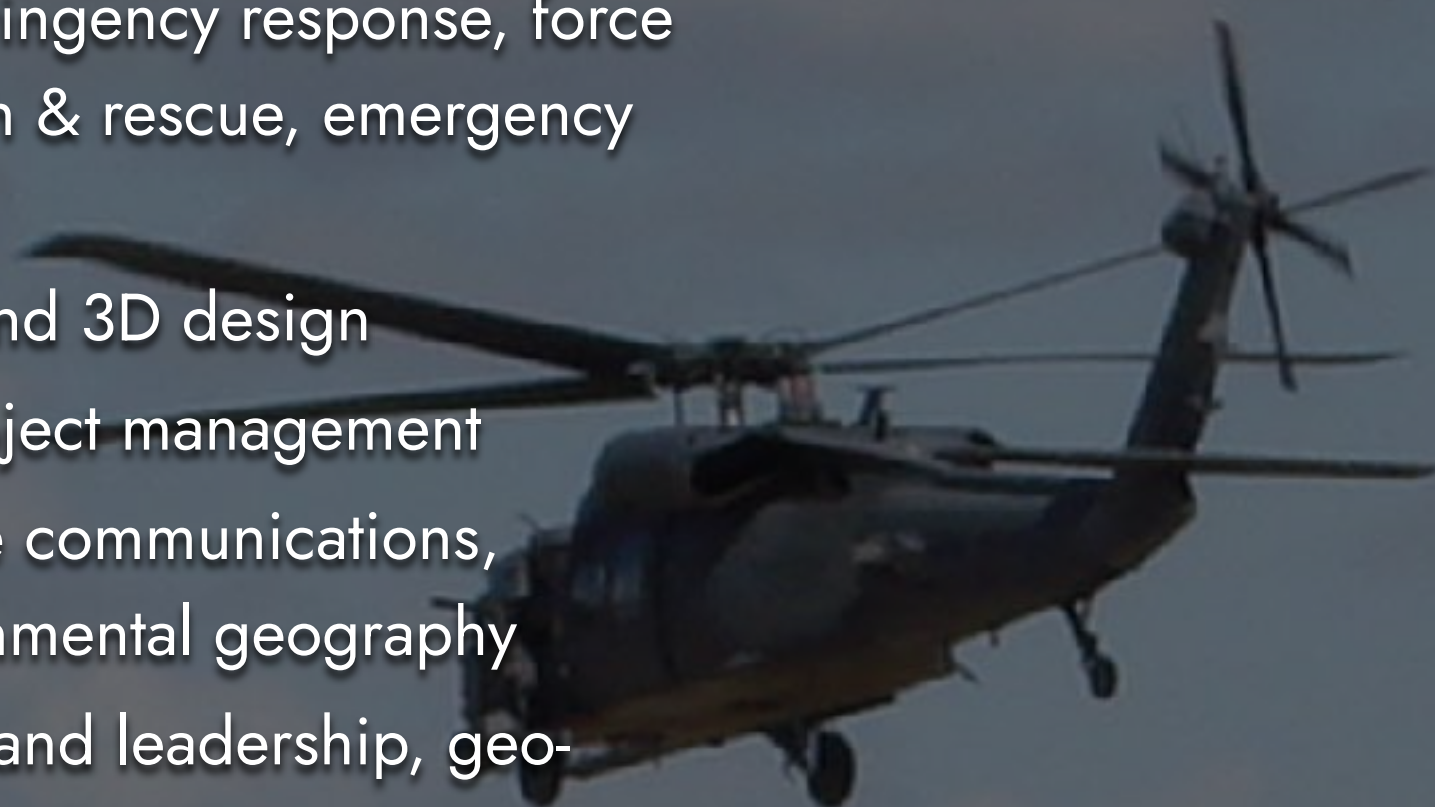 ingency response, force
& rescue, emergency
nd 3D design
ject management
communications,
nmental geography
and leadership, geo-